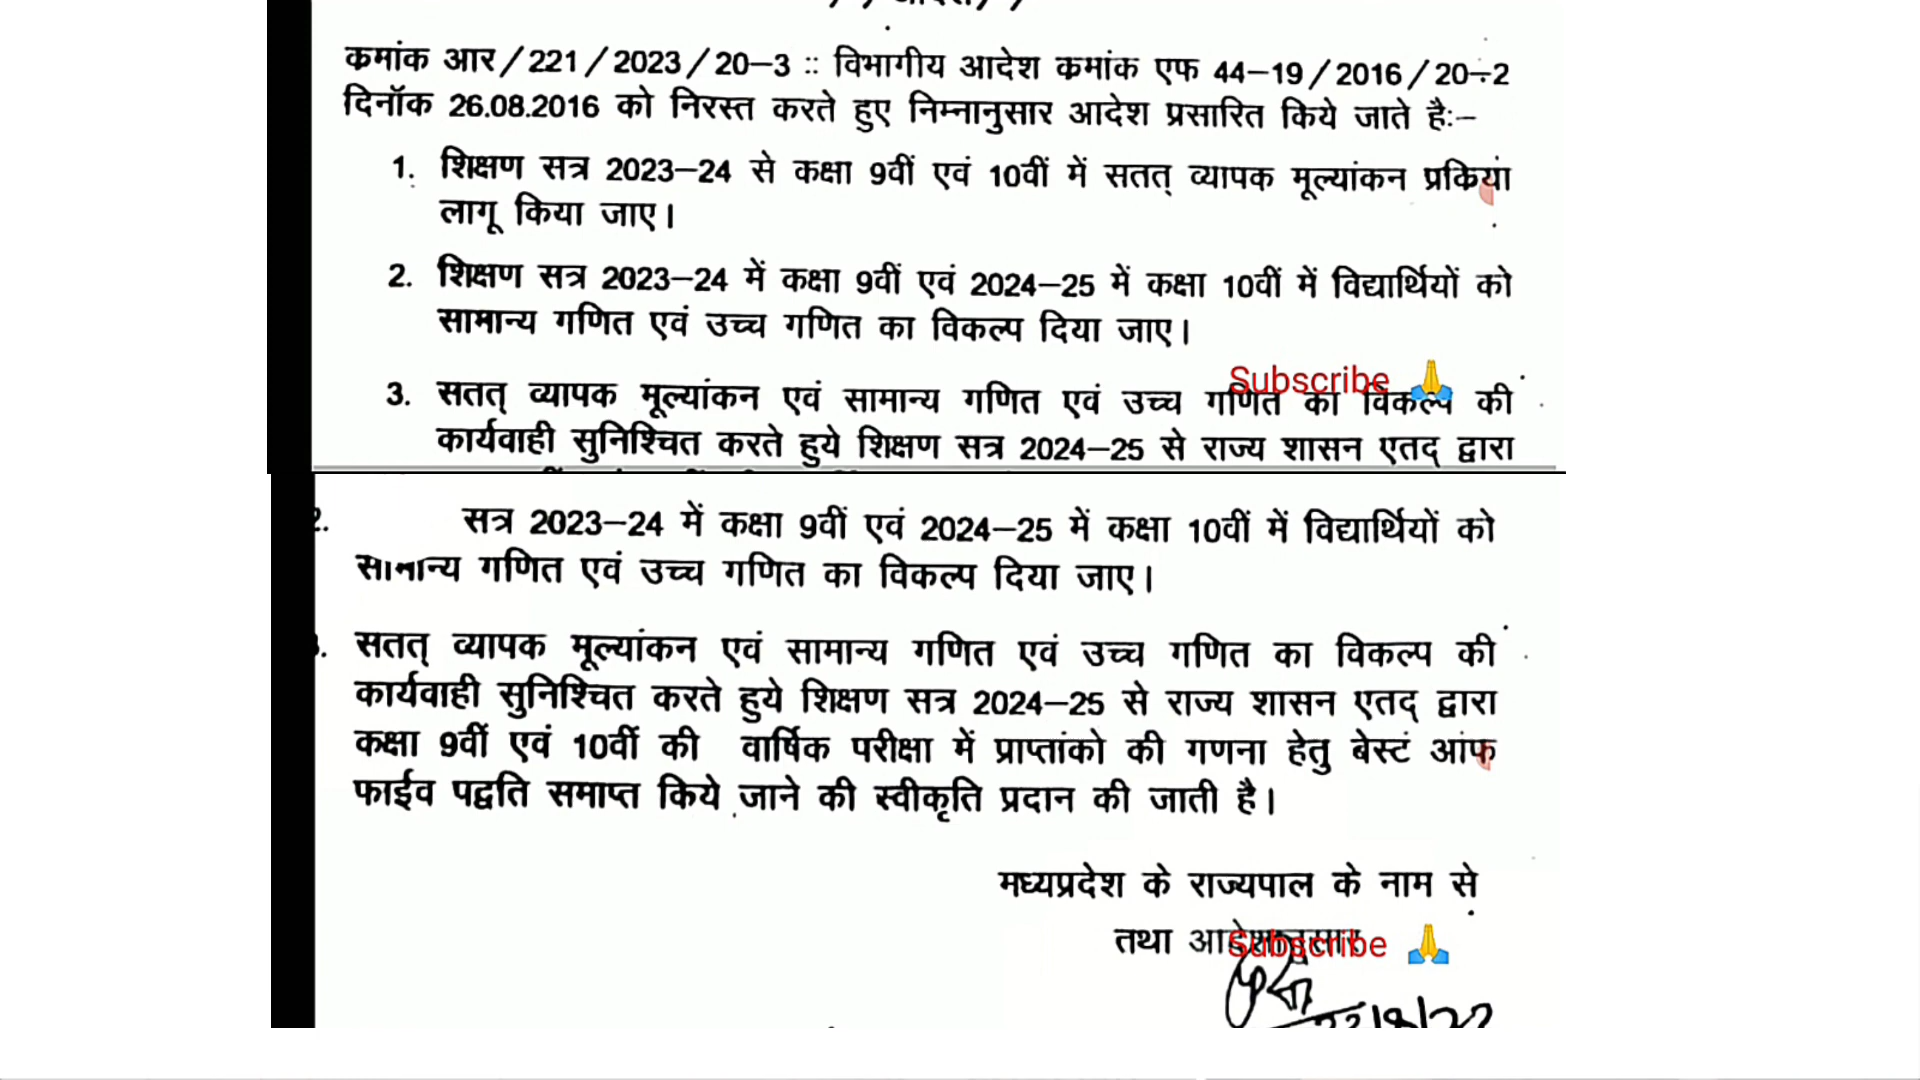 क्रमांक आर/221/2023/20-3 :: विभागीय आदेश क्रमांक एफ 44-19/2016/20-2
दिनॉक 26.08.2016 को निरस्त करते हुए निम्नानुसार आदेश प्रसारित किये जाते है:-
1. शिक्षण सत्र 2023-24 से कक्षा 9वीं एवं 10वीं में सतत् व्यापक मूल्यांकन प्रकिया
लागू किया जाए।
2. शिक्षण सत्र 2023-24 में कक्षा 9वीं एवं 2024-25 में कक्षा 10वीं में विद्यार्थियों को
सामान्य गणित एवं उच्च गणित का विकल्प दिया जाए।
Subscribe 🙏
3. सतत् व्यापक मूल्यांकन एवं सामान्य गणित एवं उच्च गणित का विकल्प की
कार्यवाही सुनिश्चित करते हुये शिक्षण सत्र 2024-25 से राज्य शासन एतद् द्वारा
2. सत्र 2023-24 में कक्षा 9वीं एवं 2024-25 में कक्षा 10वीं में विद्यार्थियों को
सामान्य गणित एवं उच्च गणित का विकल्प दिया जाए।
सतत् व्यापक मूल्यांकन एवं सामान्य गणित एवं उच्च गणित का विकल्प की
कार्यवाही सुनिश्चित करते हुये शिक्षण सत्र 2024-25 से राज्य शासन एतद् द्वारा
कक्षा 9वीं एवं 10वीं की वार्षिक परीक्षा में प्राप्तांको की गणना हेतु बेस्टं आंफ
फाईव पद्वति समाप्त किये जाने की स्वीकृति प्रदान की जाती है।
मध्यप्रदेश के राज्यपाल के नाम से
तथा आदेशानुसार
Subscribe 🙏